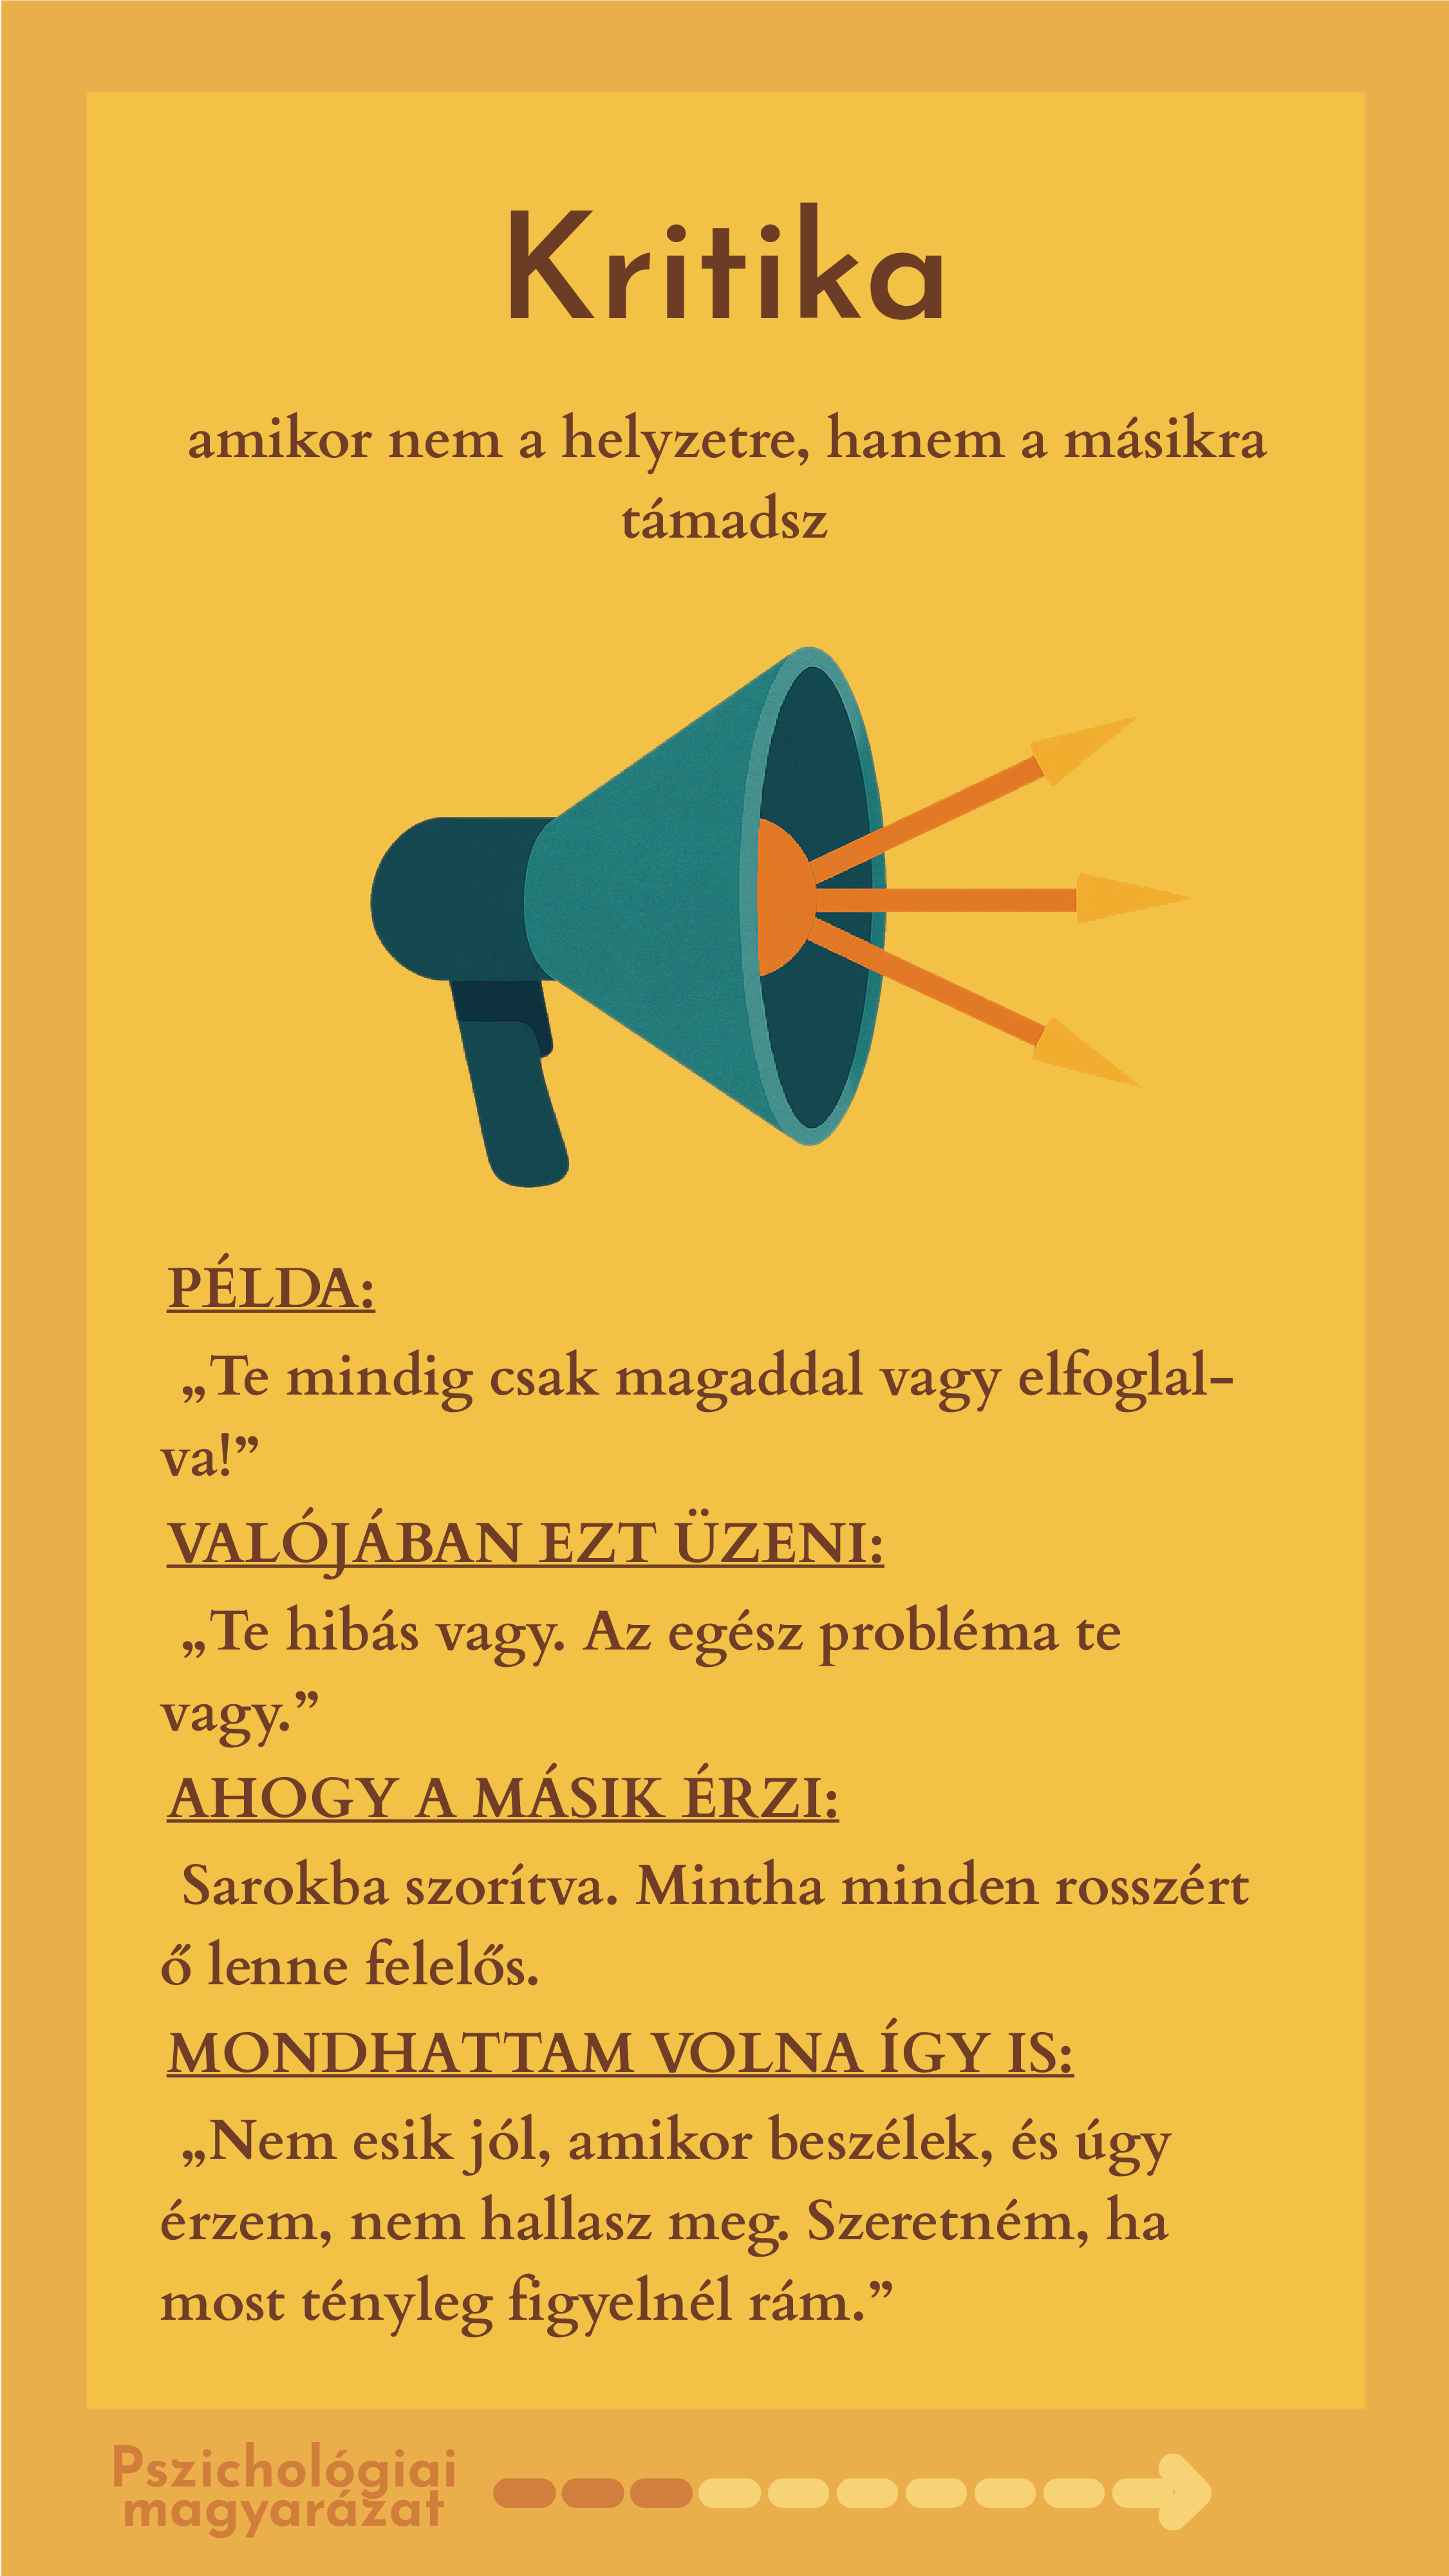 Kritika
amikor nem a helyzetre, hanem a másikra
támadsz
PÉLDA:
„Te mindig csak magaddal vagy elfoglal-
va!”
VALÓJÁBAN EZT ÜZENI:
„Te hibás vagy. Az egész probléma te
vagy.”
AHOGY A MÁSIK ÉRZI:
Sarokba szorítva. Mintha minden rosszért
ő lenne felelős.
MONDHATTAM VOLNA ÍGY IS:
„Nem esik jól, amikor beszélek, és úgy
érzem, nem hallasz meg. Szeretném, ha
most tényleg figyelnél rám.”
Pszichológiai
magyarázat